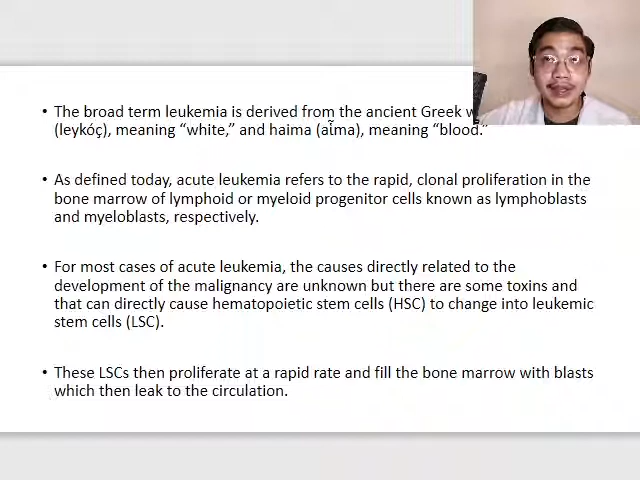 • The broad term leukemia is derived from the ancient Greek
(leykóç), meaning “white,” and haima (aἷma), meaning “blood.”
• As defined today, acute leukemia refers to the rapid, clonal proliferation in the
bone marrow of lymphoid or myeloid progenitor cells known as lymphoblasts
and myeloblasts, respectively.
• For most cases of acute leukemia, the causes directly related to the
development of the malignancy are unknown but there are some toxins and
that can directly cause hematopoietic stem cells (HSC) to change into leukemic
stem cells (LSC).
• These LSCs then proliferate at a rapid rate and fill the bone marrow with blasts
which then leak to the circulation.